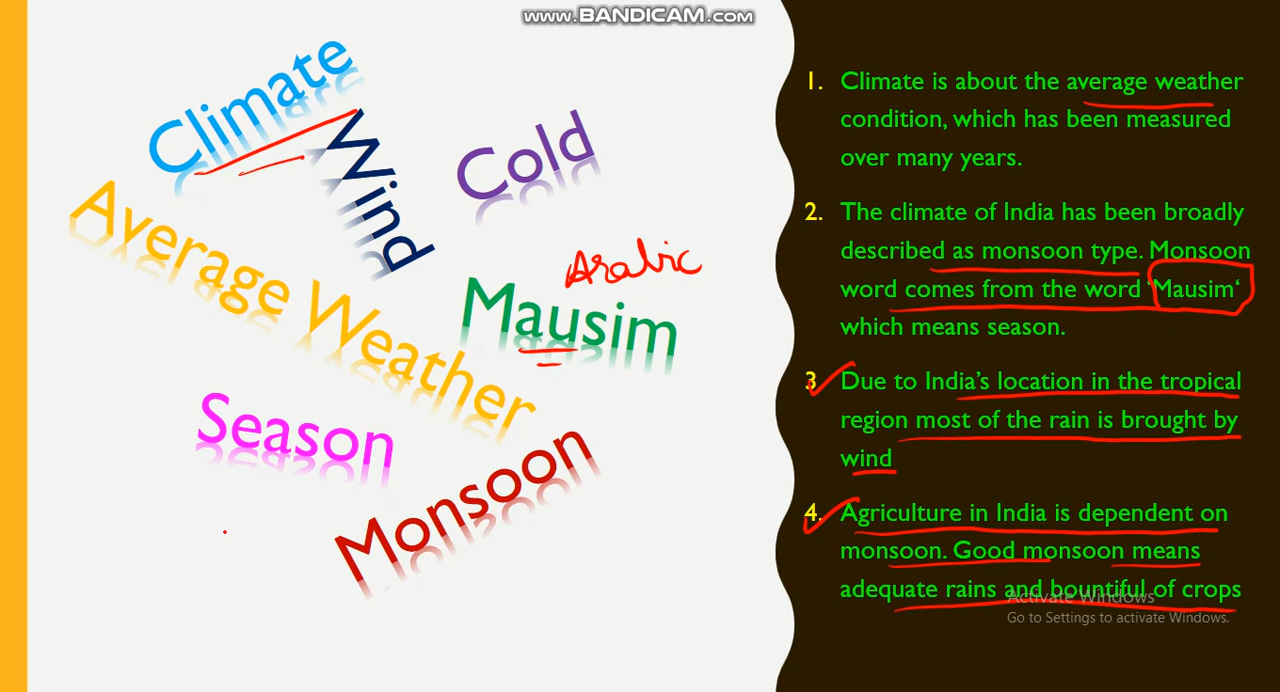 www.BANDICAM.com
Climate
Wind
Cold
Average Weather
Arabic
Mausim
Season
Monsoon
1. Climate is about the average weather
condition, which has been measured
over many years.
2. The climate of India has been broadly
described as monsoon type. Monsoon
word comes from the word ‘Mausim‘
which means season.
3. Due to India’s location in the tropical
region most of the rain is brought by
wind
4. Agriculture in India is dependent on
monsoon. Good monsoon means
adequate rains and bountiful of crops
Activate Windows
Go to Settings to activate Windows.